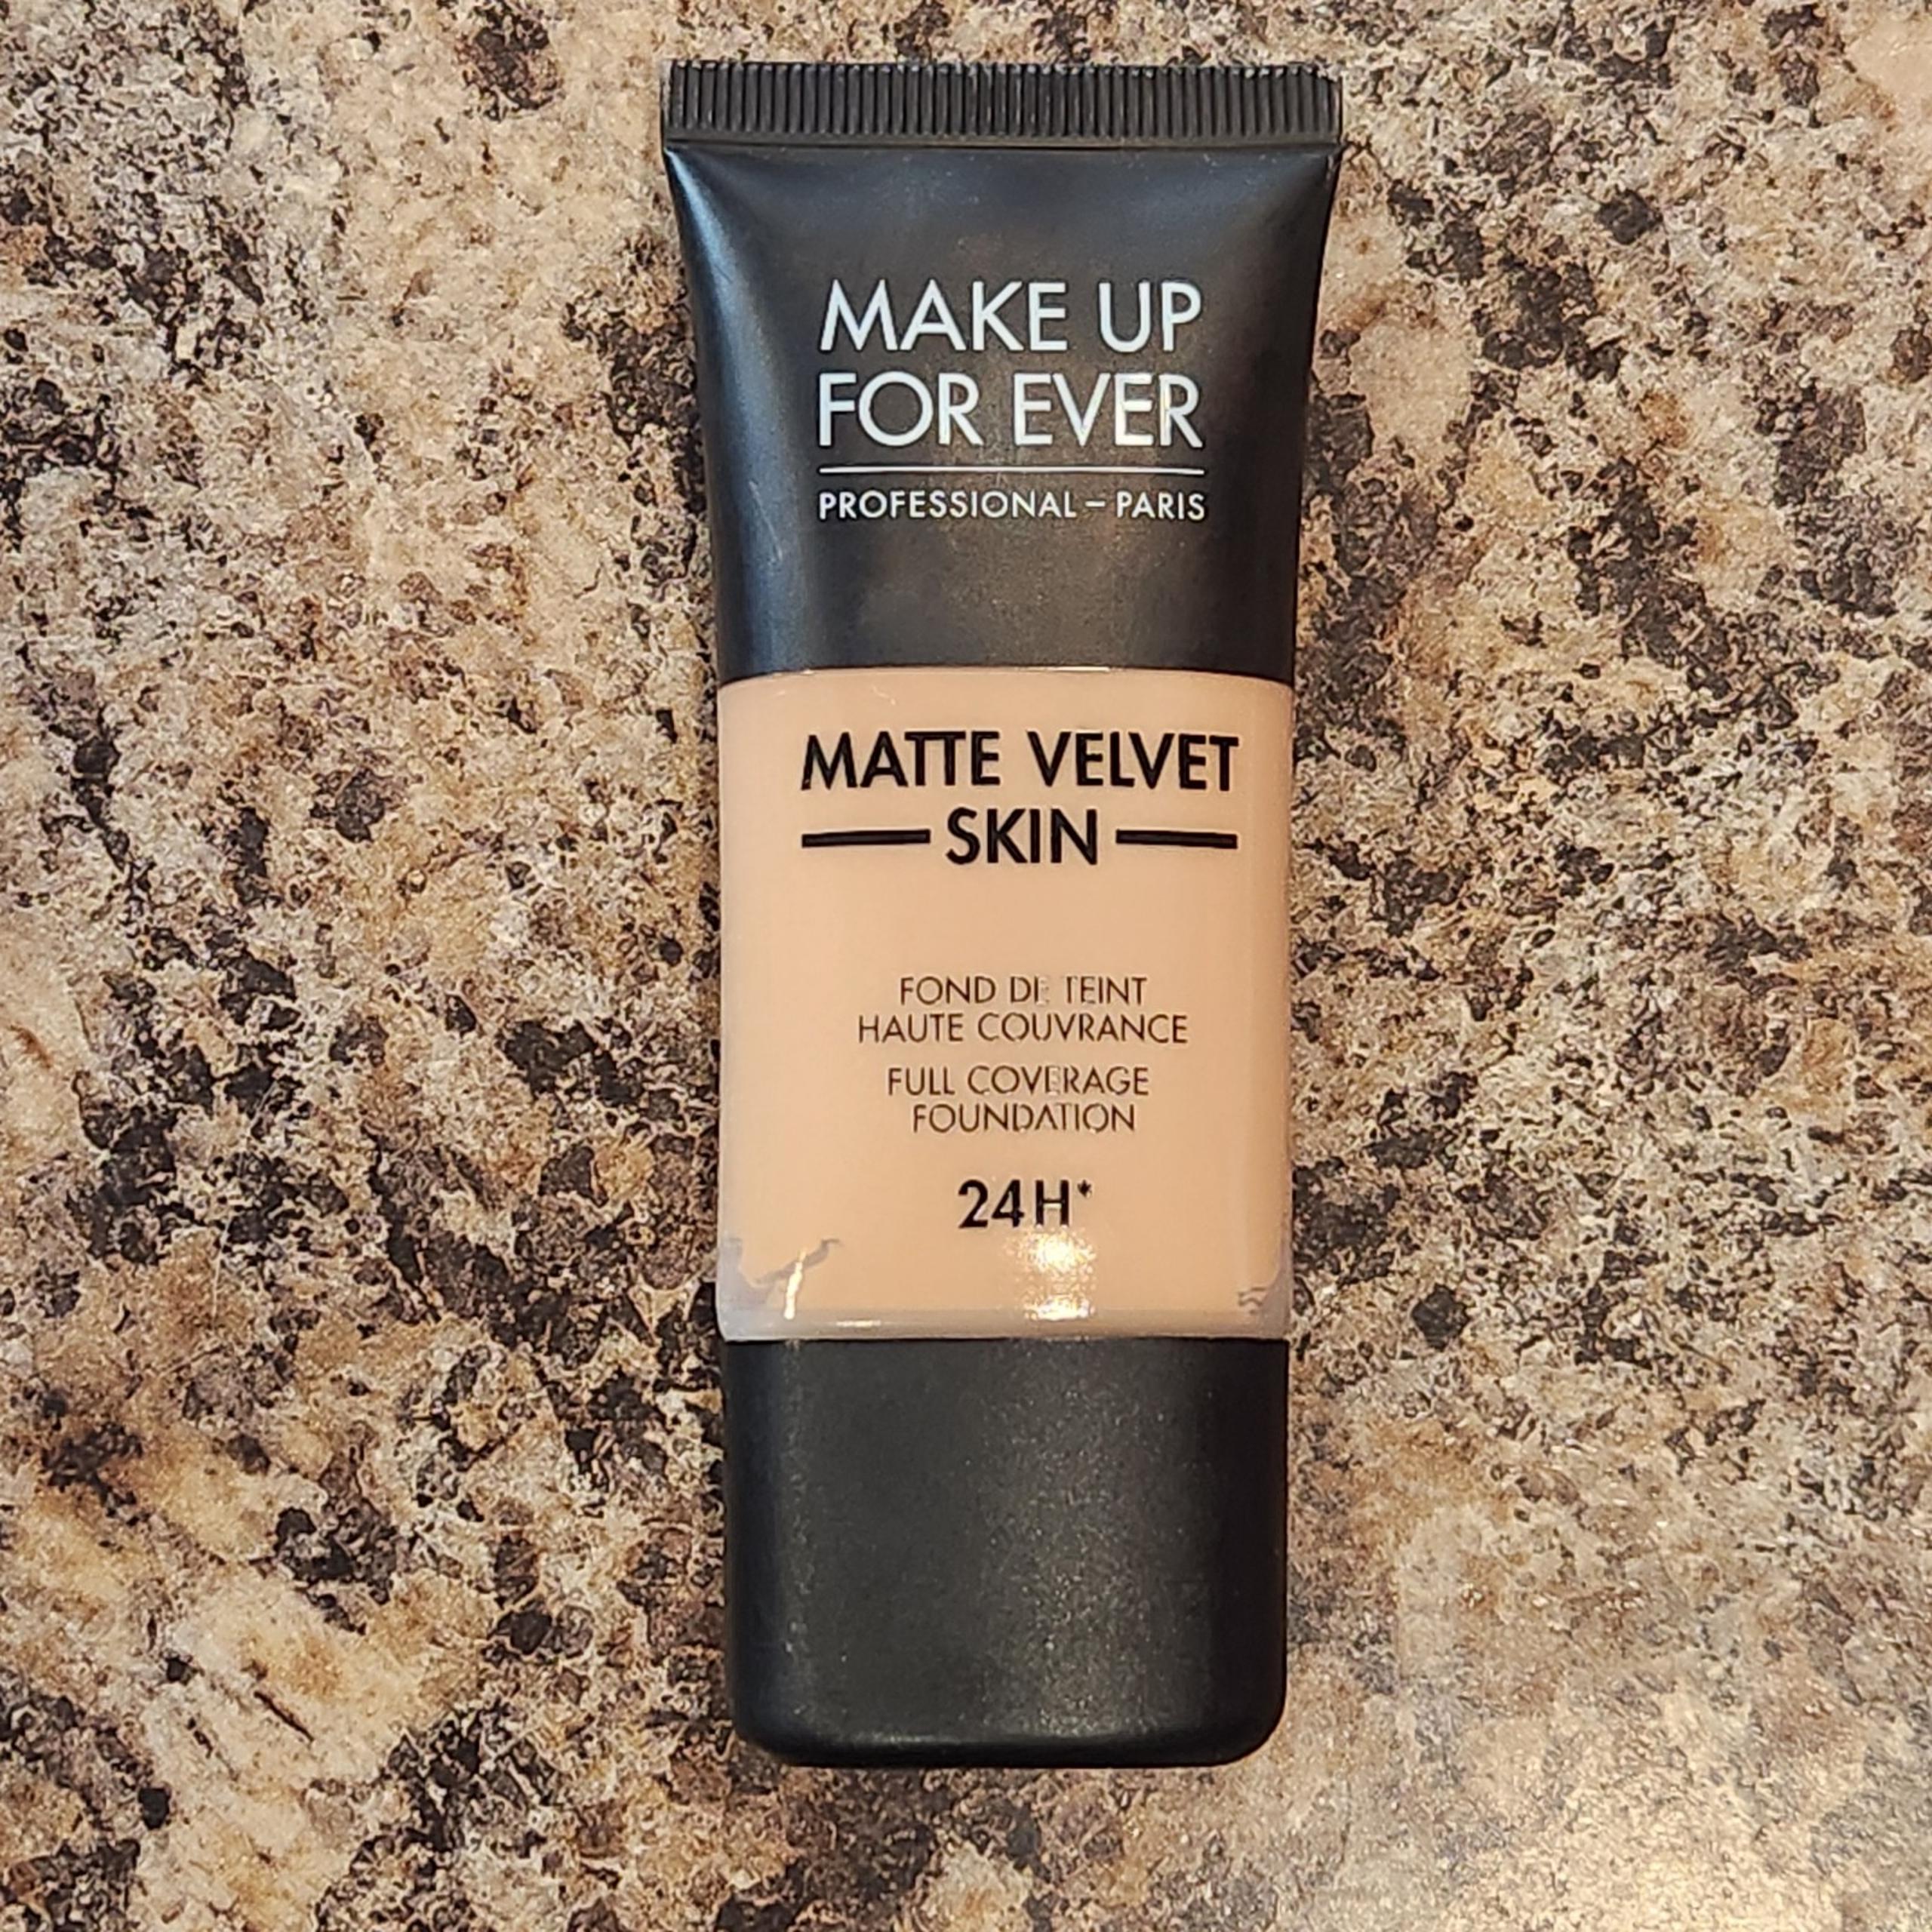 MAKE UP
FOR EVER
PROFESSIONAL – PARIS
MATTE VELVET
SKIN
FOND DE TEINT
HAUTE COUVRANCE
FULL COVERAGE
FOUNDATION
24H*